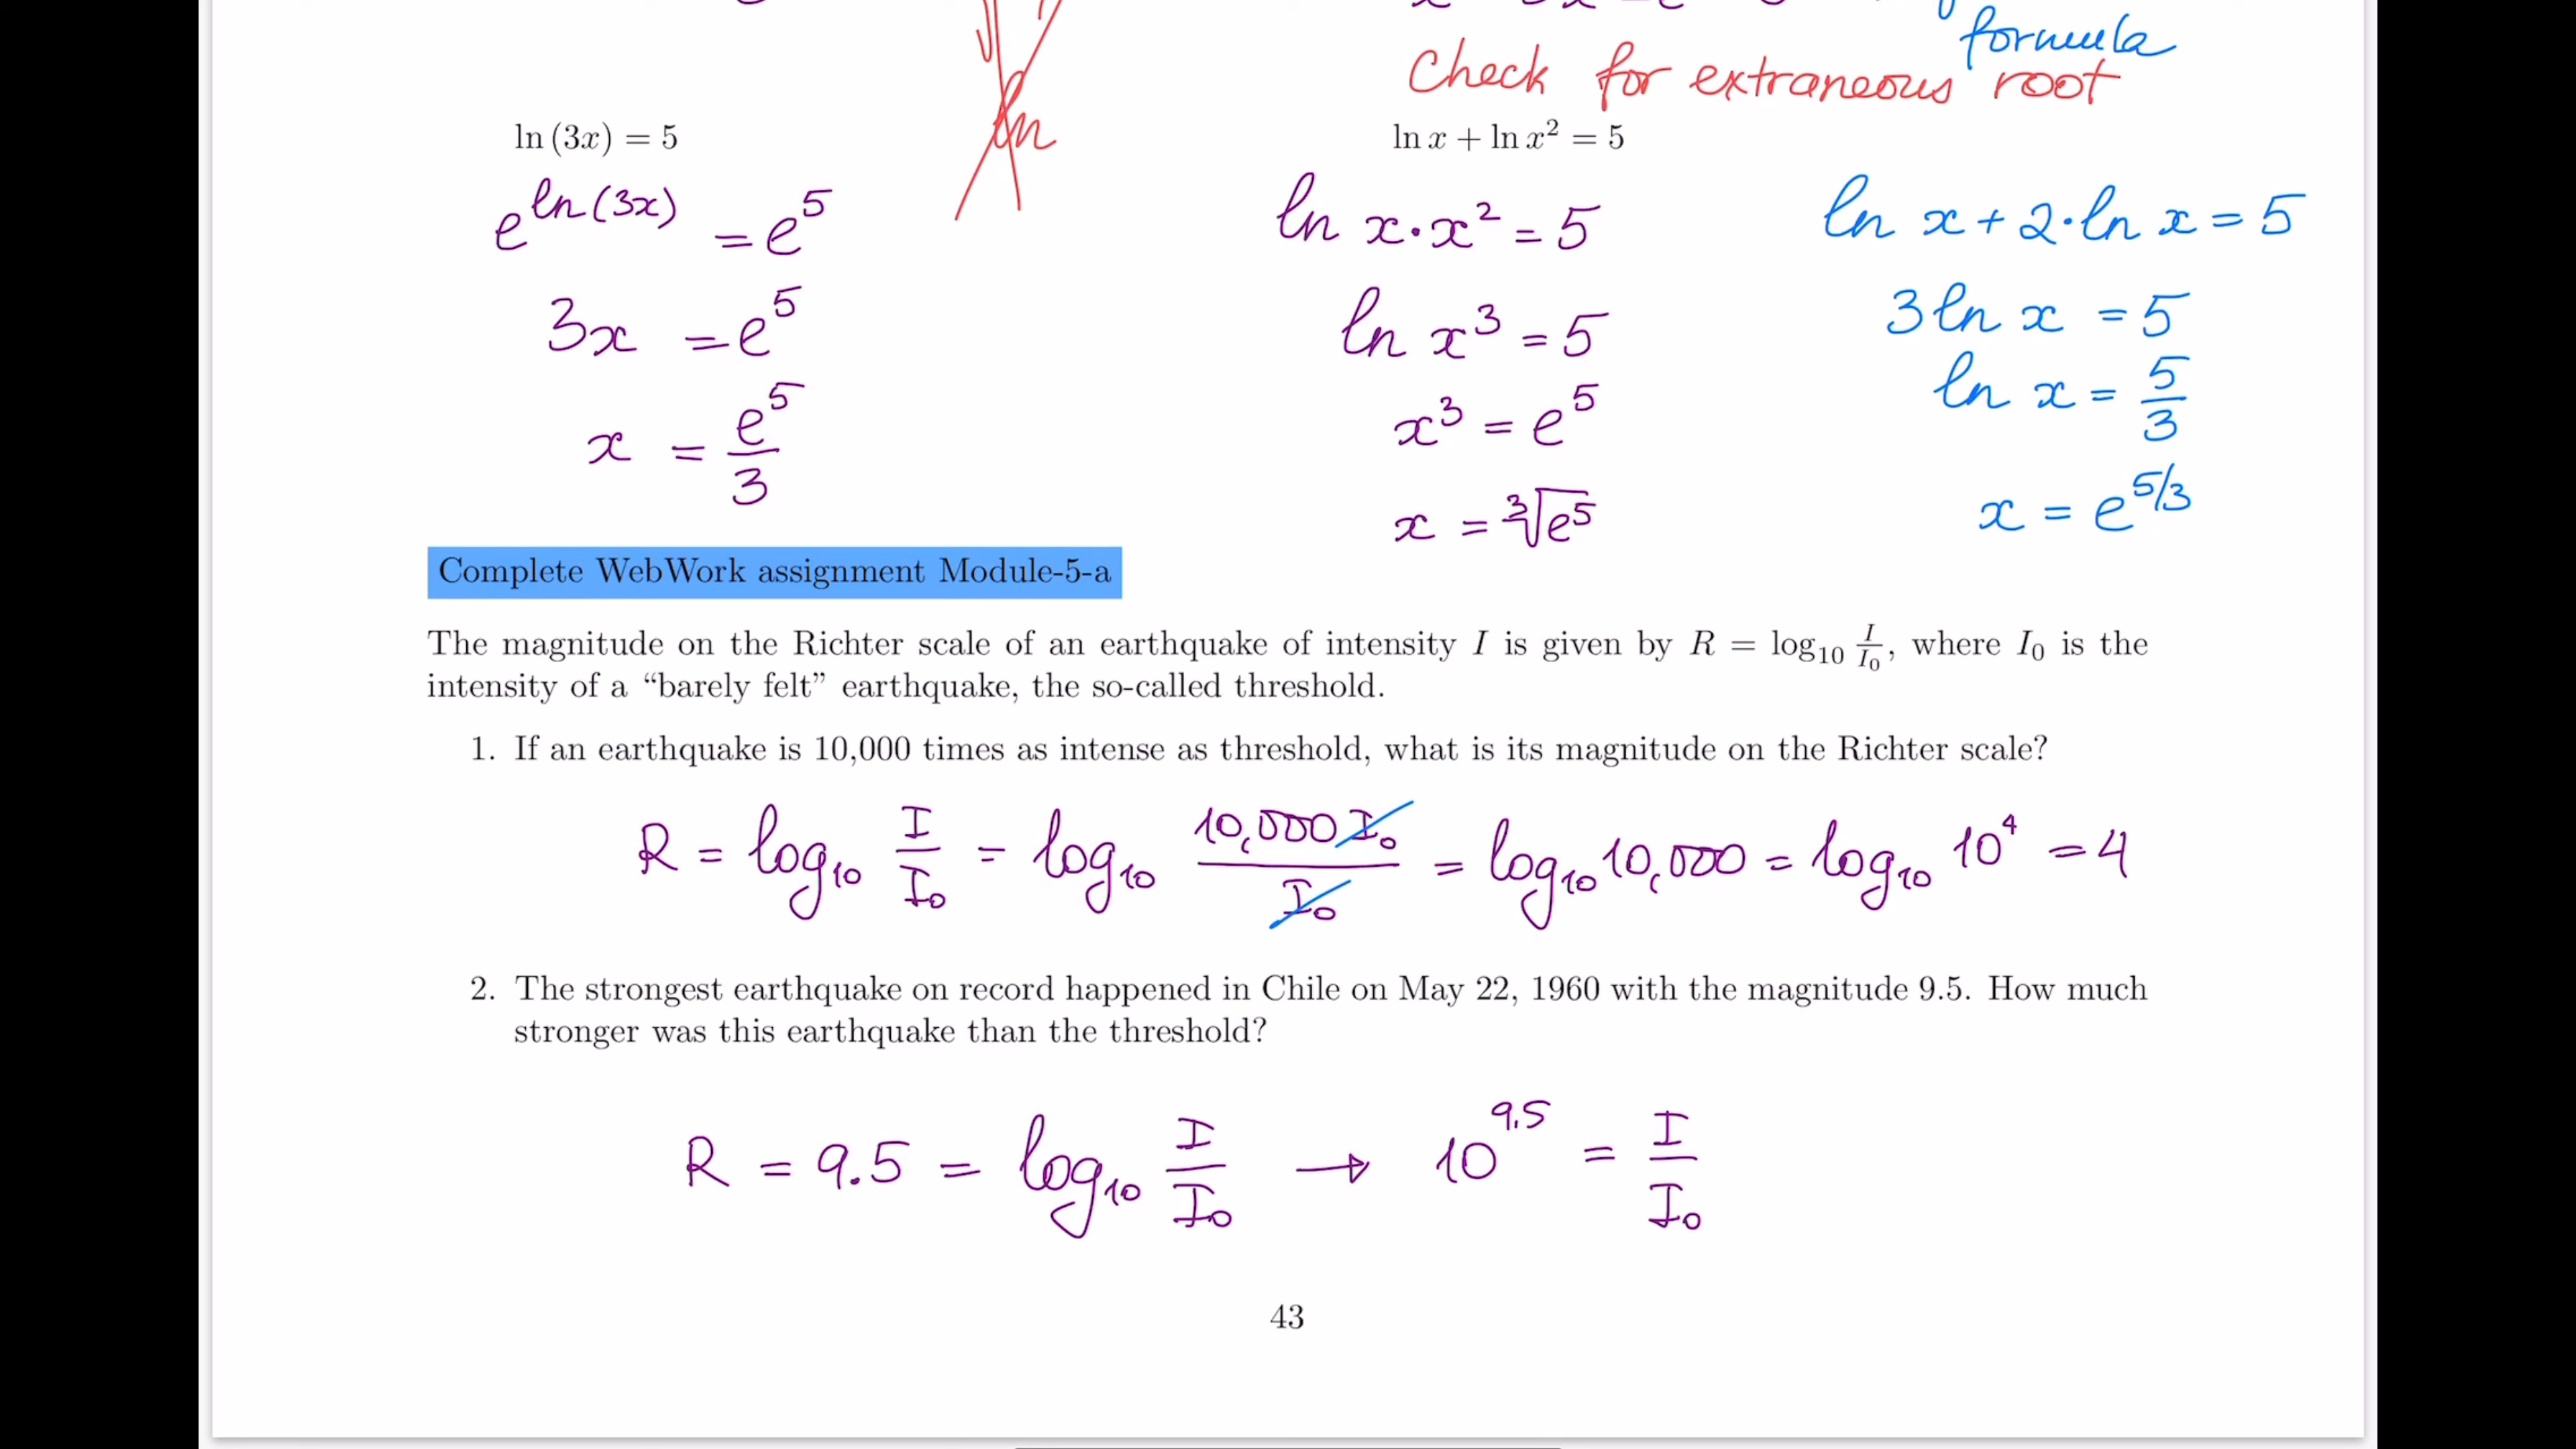 formula
Check for extraneous root
ln (3x) = 5
ln
ln x + ln x² = 5
e^ln(3x) = e^5
3x = e^5
x = e^5/3
ln x·x² = 5
ln x³ = 5
x³ = e^5
x = ³√e^5
ln x + 2·ln x = 5
3 ln x = 5
ln x = 5/3
x = e^5/3
Complete WebWork assignment Module-5-a
The magnitude on the Richter scale of an earthquake of intensity I is given by R = log₁₀ I/I₀, where I₀ is the
intensity of a “barely felt” earthquake, the so-called threshold.
1. If an earthquake is 10,000 times as intense as threshold, what is its magnitude on the Richter scale?
R = log₁₀ I/I₀ = log₁₀ 10,000 I₀/I₀ = log₁₀ 10,000 = log₁₀ 10⁴ = 4
2. The strongest earthquake on record happened in Chile on May 22, 1960 with the magnitude 9.5. How much
stronger was this earthquake than the threshold?
R = 9.5 = log₁₀ I/I₀ → 10^9.5 = I/I₀
43